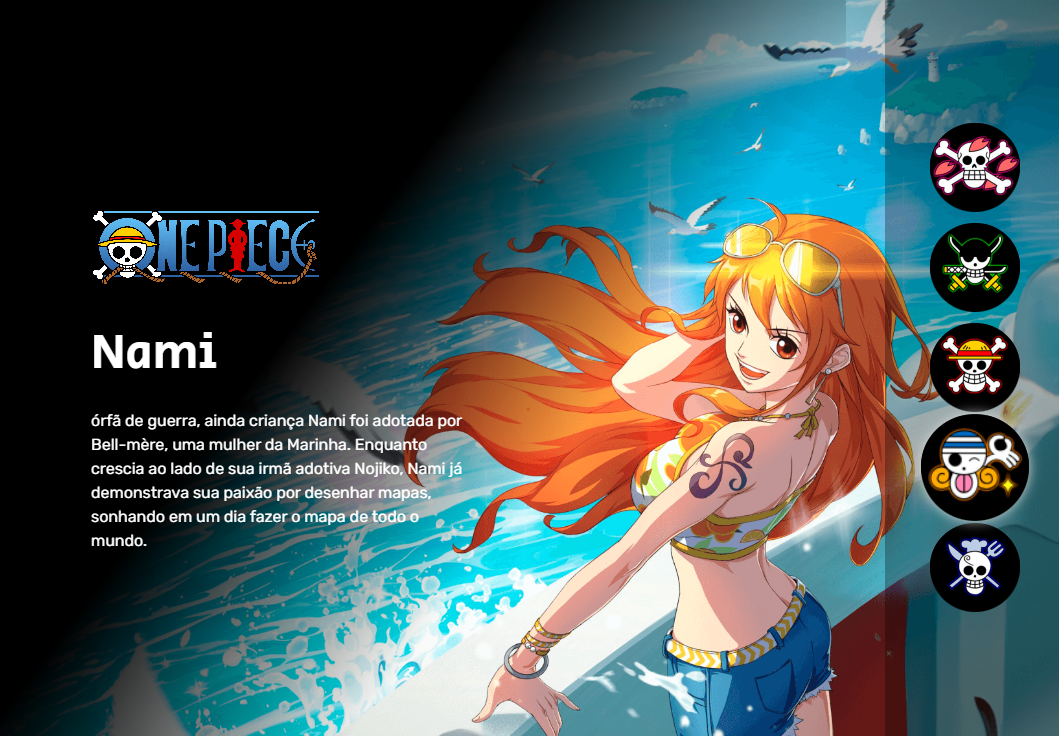 ONE PIECE
Nami
órfã de guerra, ainda criança Nami foi adotada por
Bell-mère, uma mulher da Marinha. Enquanto
crescia ao lado de sua irmã adotiva Nojiko, Nami já
demonstrava sua paixão por desenhar mapas,
sonhando em um dia fazer o mapa de todo o
mundo.